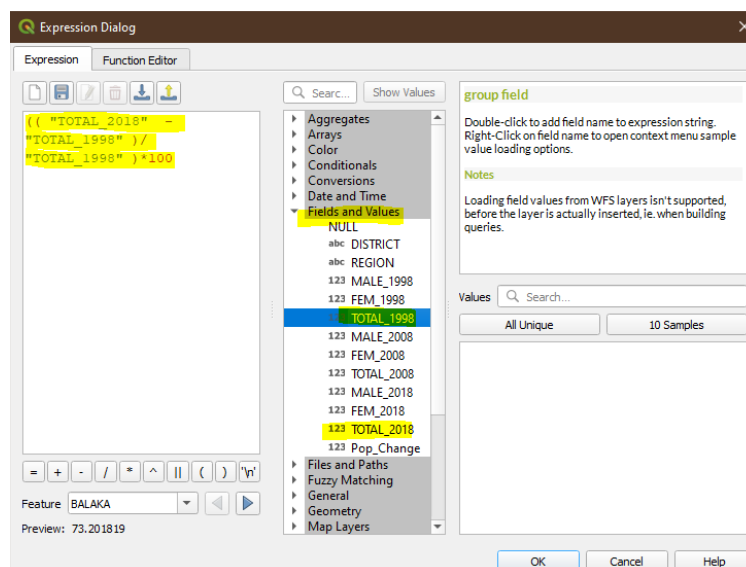 Expression Dialog
Expression
Function Editor
Searc...
Show Values
(( "TOTAL_2018" -
"TOTAL_1998" )/
"TOTAL_1998" )*100
Aggregates
Arrays
Color
Conditionals
Conversions
Date and Time
Fields and Values
NULL
abc DISTRICT
abc REGION
123 MALE_1998
123 FEM_1998
123 TOTAL_1998
123 MALE_2008
123 FEM_2008
123 TOTAL_2008
123 MALE_2018
123 FEM_2018
123 TOTAL_2018
123 Pop_Change
Files and Paths
Fuzzy Matching
General
Geometry
Map Layers
group field
Double-click to add field name to expression string.
Right-Click on field name to open context menu sample
value loading options.
Notes
Loading field values from WFS layers isn't supported,
before the layer is actually inserted, ie. when building
queries.
Values Search...
All Unique
10 Samples
= + - / * ^ || ( ) '\n'
Feature BALAKA
Preview: 73.201819
OK
Cancel
Help